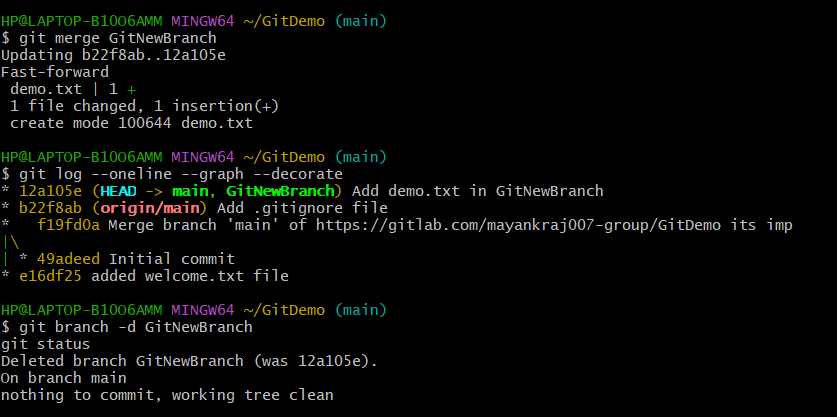 HP@LAPTOP-B1OO6AMM MINGW64 ~/GitDemo (main)
$ git merge GitNewBranch
Updating b22f8ab..12a105e
Fast-forward
 demo.txt | 1 +
 1 file changed, 1 insertion(+)
 create mode 100644 demo.txt

HP@LAPTOP-B1OO6AMM MINGW64 ~/GitDemo (main)
$ git log --oneline --graph --decorate
* 12a105e (HEAD -> main, GitNewBranch) Add demo.txt in GitNewBranch
* b22f8ab (origin/main) Add .gitignore file
*   f19fd0a Merge branch 'main' of https://gitlab.com/mayankraj007-group/GitDemo its imp
|\
| * 49adeed Initial commit
* e16df25 added welcome.txt file

HP@LAPTOP-B1OO6AMM MINGW64 ~/GitDemo (main)
$ git branch -d GitNewBranch
git status
Deleted branch GitNewBranch (was 12a105e).
On branch main
nothing to commit, working tree clean